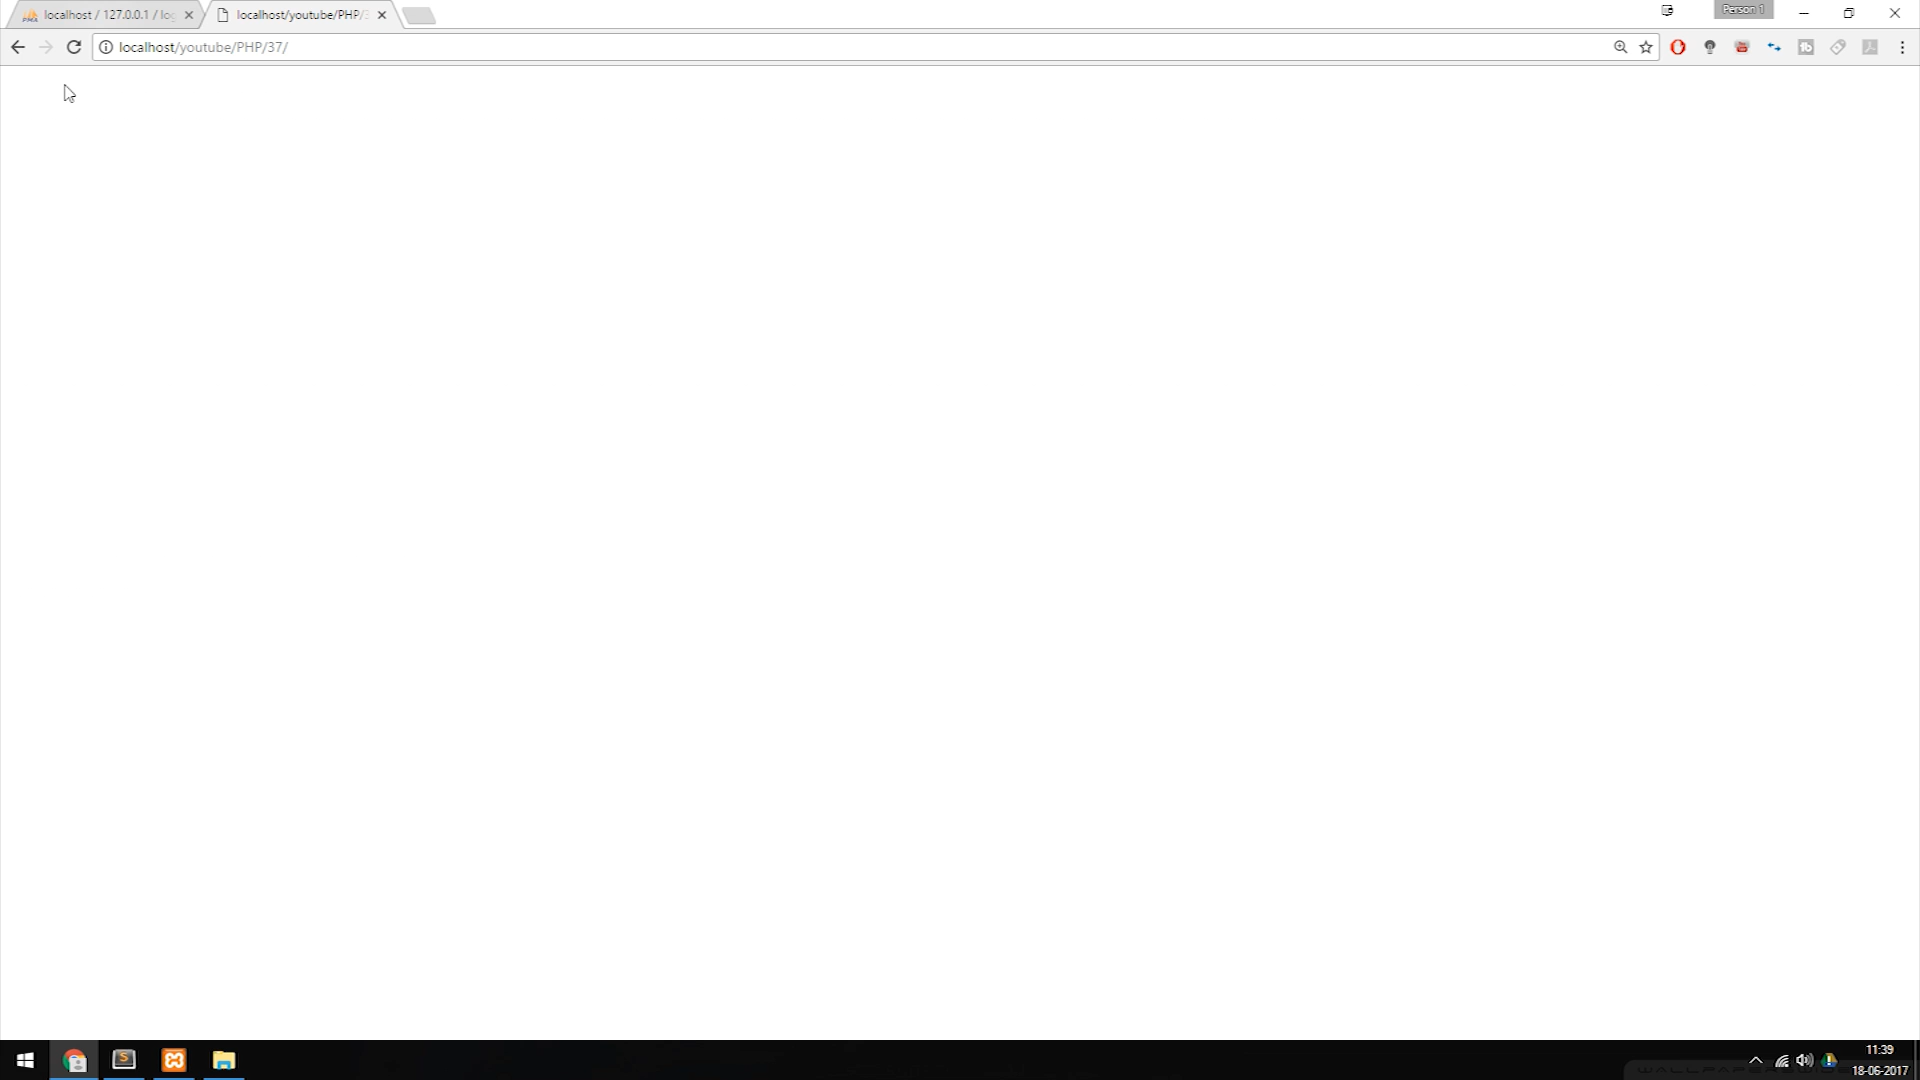 localhost / 127.0.0.1 / log
localhost/youtube/PHP/3
Person 1
localhost/youtube/PHP/37/
11:39
18-06-2017